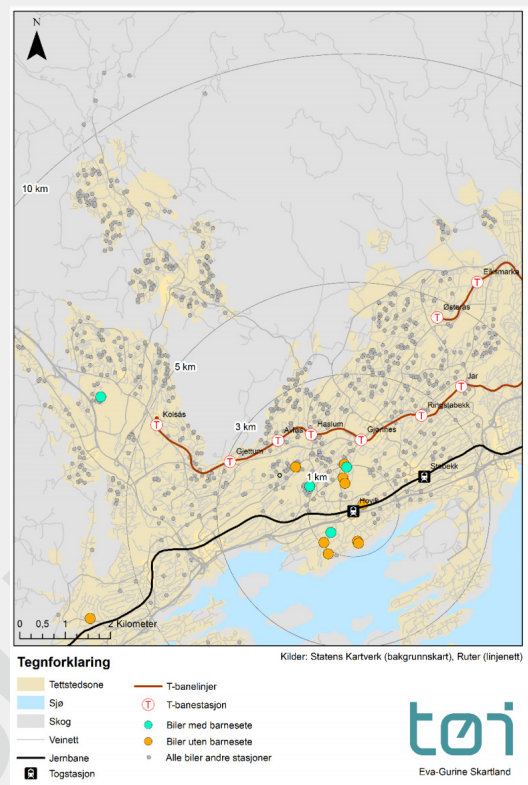 N
10 km
Eiksmarka
Østerås
5 km
Jar
Kolsås
Ringstabekk
3 km
Avløs
Haslum
Gjønnes
Gjettum
Stabekk
1 km
Høvik
0 0,5 1 2 Kilometer
Kilder: Statens Kartverk (bakgrunnskart), Ruter (linjenett)
Tegnforklaring
Tettstedsone
Sjø
Skog
Veinett
Jernbane
Togstasjon
T-banelinjer
T T-banestasjon
Biler med barnesete
Biler uten barnesete
Alle biler andre stasjoner
tøi
Eva-Gurine Skartland